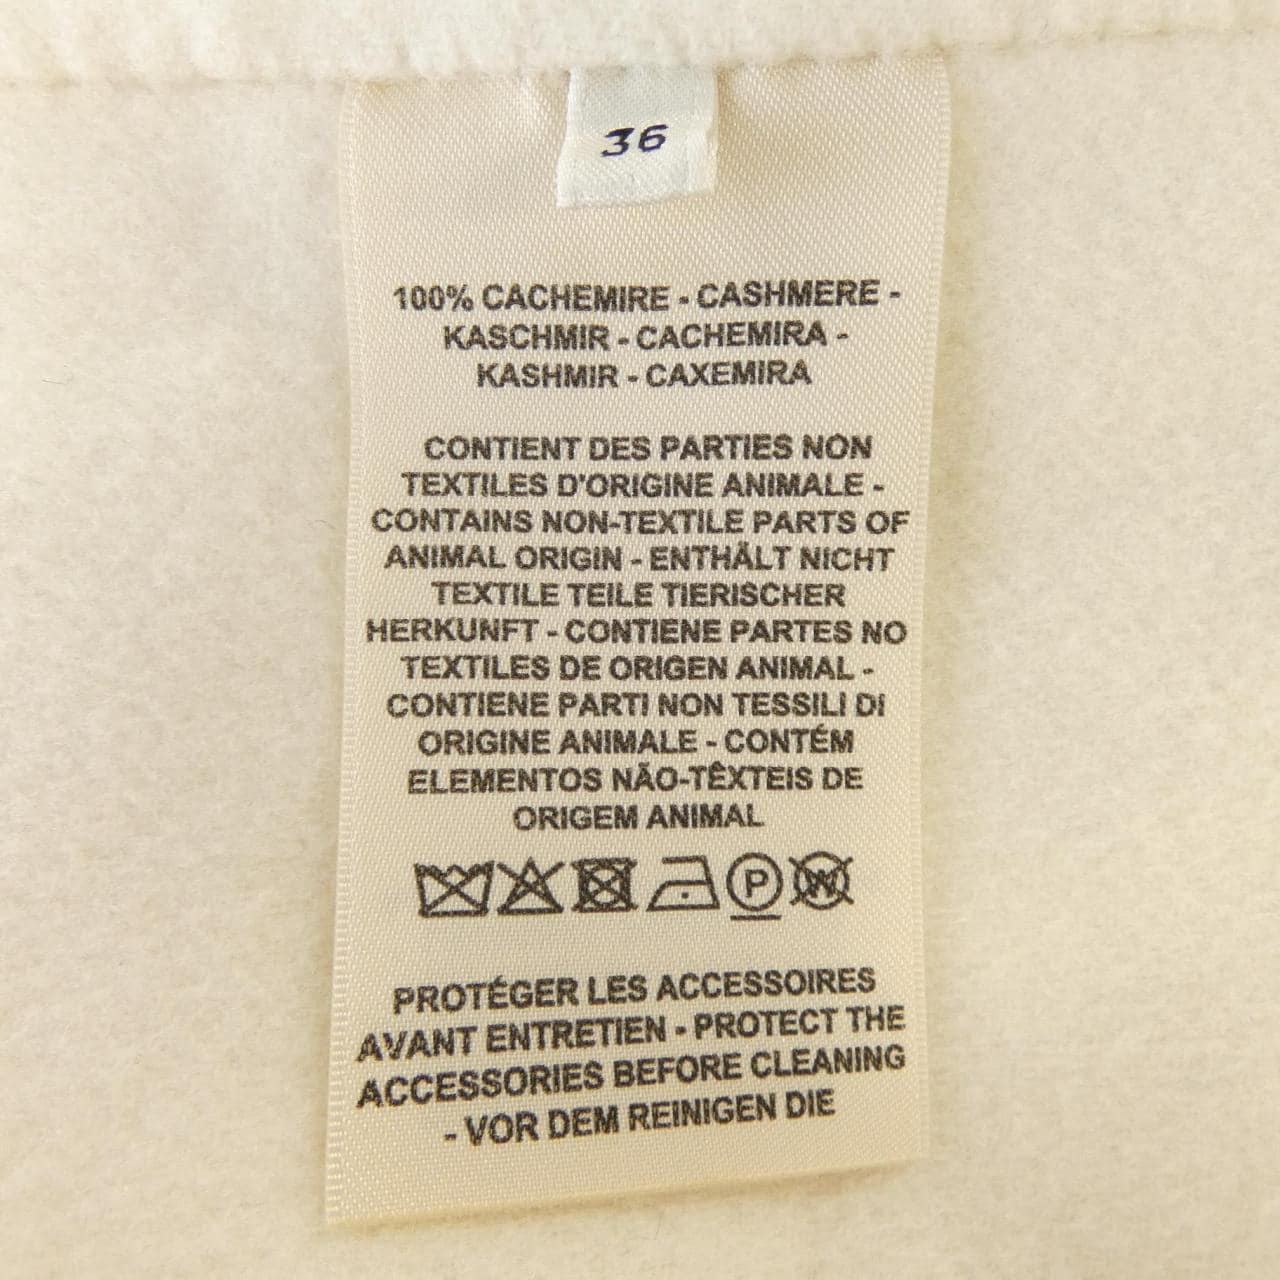 36
100% CACHEMIRE - CASHMERE -
KASCHMIR - CACHEMIRA -
KASHMIR - CAXEMIRA
CONTIENT DES PARTIES NON
TEXTILES D'ORIGINE ANIMALE -
CONTAINS NON-TEXTILE PARTS OF
ANIMAL ORIGIN - ENTHÄLT NICHT
TEXTILE TEILE TIERISCHER
HERKUNFT - CONTIENE PARTES NO
TEXTILES DE ORIGEN ANIMAL -
CONTIENE PARTI NON TESSILI DI
ORIGINE ANIMALE - CONTÉM
ELEMENTOS NÃO-TÊXTEIS DE
ORIGEM ANIMAL
P W
PROTÉGER LES ACCESSOIRES
AVANT ENTRETIEN - PROTECT THE
ACCESSORIES BEFORE CLEANING
- VOR DEM REINIGEN DIE